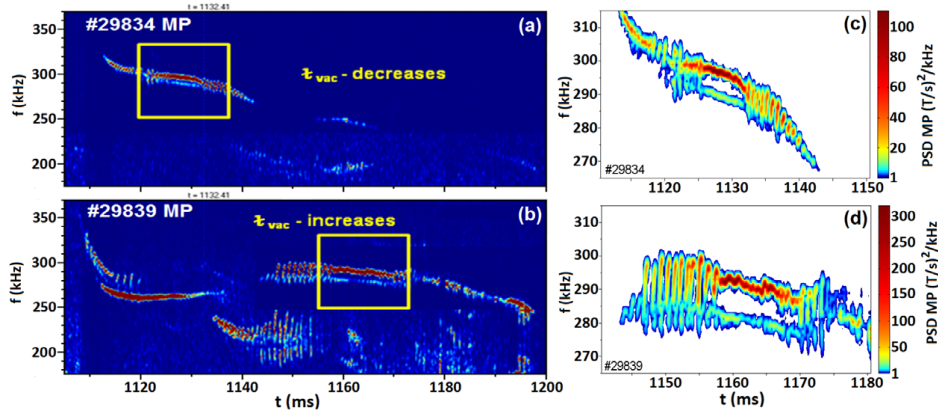 t = 1132.41
#29834 MP
(a)
ɩ vac - decreases
f (kHz)
350
300
250
200
t = 1132.41
#29839 MP
(b)
ɩ vac - increases
f (kHz)
350
300
250
200
1120
1140
1160
1180
1200
t (ms)
(c)
f (kHz)
310
300
290
280
270
#29834
1120
1130
1140
1150
100
80
60
40
20
1
PSD MP (T/s)²/kHz
(d)
f (kHz)
310
300
290
280
270
#29839
1150
1160
1170
1180
t (ms)
300
250
200
150
100
50
1
PSD MP (T/s)²/kHz